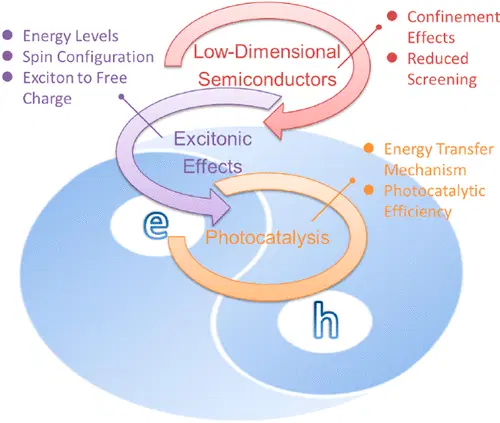 ● Energy Levels
● Spin Configuration
● Exciton to Free
Charge
Low-Dimensional
Semiconductors
● Confinement
Effects
● Reduced
Screening
Excitonic
Effects
● Energy Transfer
Mechanism
● Photocatalytic
Efficiency
Photocatalysis
e
h